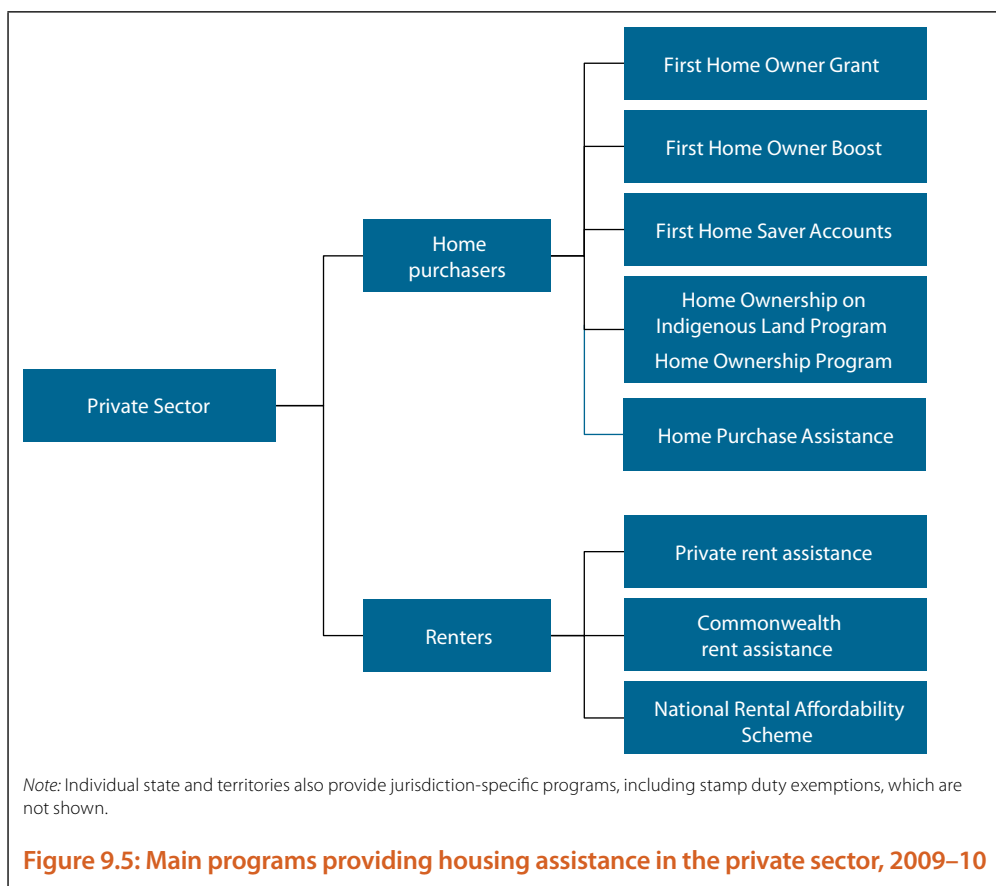 First Home Owner Grant
First Home Owner Boost
First Home Saver Accounts
Home
purchasers
Home Ownership on
Indigenous Land Program
Home Ownership Program
Private Sector
Home Purchase Assistance
Private rent assistance
Renters
Commonwealth
rent assistance
National Rental Affordability
Scheme
Note: Individual state and territories also provide jurisdiction-specific programs, including stamp duty exemptions, which are
not shown.
Figure 9.5: Main programs providing housing assistance in the private sector, 2009–10